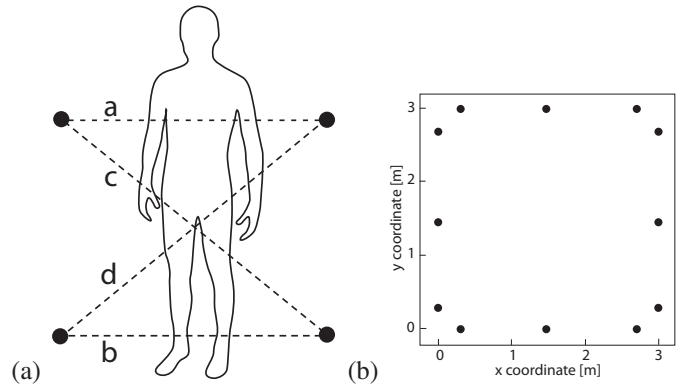 a
c
d
b
(a)
3
2
1
0
y coordinate [m]
0 1 2 3
x coordinate [m]
(b)